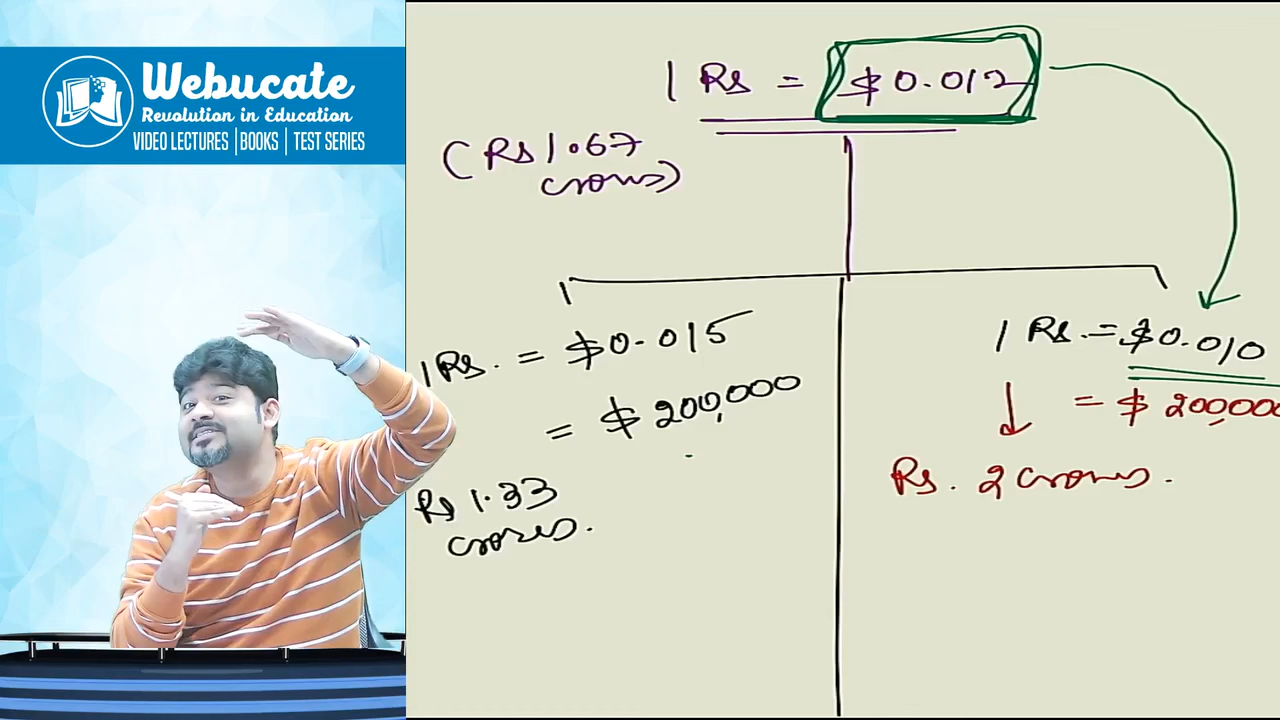 Webucate
Revolution in Education
VIDEO LECTURES | BOOKS | TEST SERIES
1 Rs = $0.012
(Rs 1.67
crores)
1 Rs. = $0.015
= $200,000
Rs 1.33
crores.
1 Rs. = $0.010
= $200,000
Rs. 2 crores.